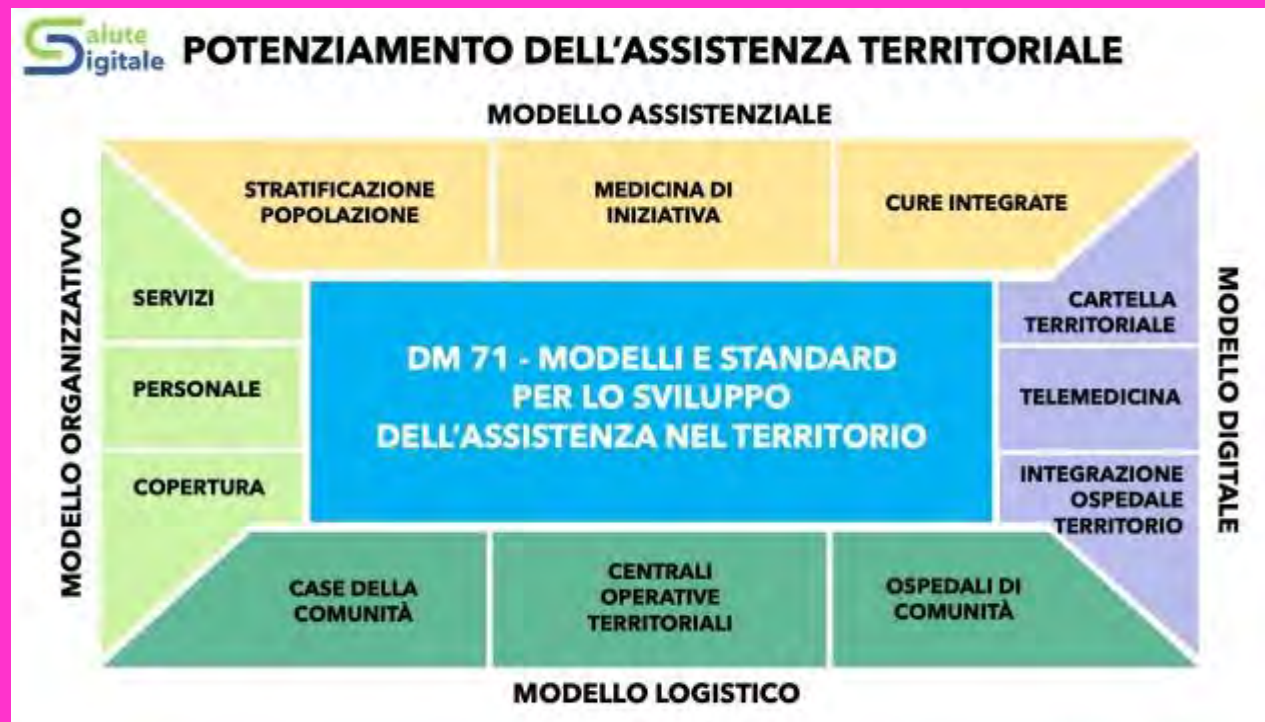 Salute
Digitale
POTENZIAMENTO DELL'ASSISTENZA TERRITORIALE
MODELLO ASSISTENZIALE
STRATIFICAZIONE
POPOLAZIONE
MEDICINA DI
INIZIATIVA
CURE INTEGRATE
MODELLO ORGANIZZATIVVO
SERVIZI
PERSONALE
COPERTURA
DM 71 - MODELLI E STANDARD
PER LO SVILUPPO
DELL'ASSISTENZA NEL TERRITORIO
CARTELLA
TERRITORIALE
TELEMEDICINA
INTEGRAZIONE
OSPEDALE
TERRITORIO
MODELLO DIGITALE
CASE DELLA
COMUNITÀ
CENTRALI
OPERATIVE
TERRITORIALI
OSPEDALI DI
COMUNITÀ
MODELLO LOGISTICO